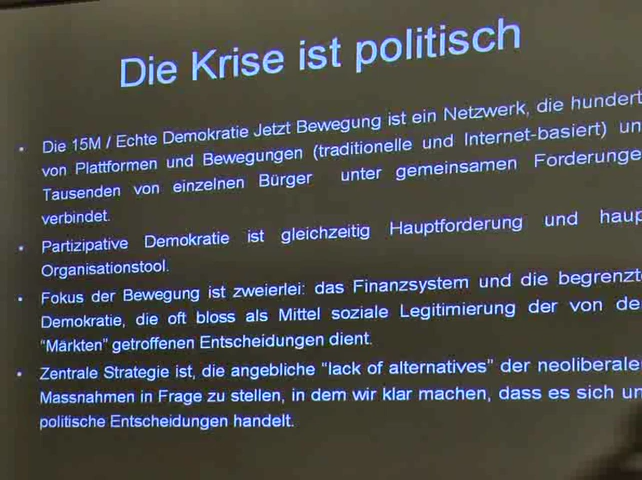 Die Krise ist politisch
• Die 15M / Echte Demokratie Jetzt Bewegung ist ein Netzwerk, die hundert
von Plattformen und Bewegungen (traditionelle und Internet-basiert) un
Tausenden von einzelnen Bürger unter gemeinsamen Forderunge
verbindet.
• Partizipative Demokratie ist gleichzeitig Hauptforderung und haup
Organisationstool.
• Fokus der Bewegung ist zweierlei: das Finanzsystem und die begrenzte
Demokratie, die oft bloss als Mittel soziale Legitimierung der von de
"Märkten" getroffenen Entscheidungen dient.
• Zentrale Strategie ist, die angebliche "lack of alternatives" der neoliberale
Massnahmen in Frage zu stellen, in dem wir klar machen, dass es sich un
politische Entscheidungen handelt.